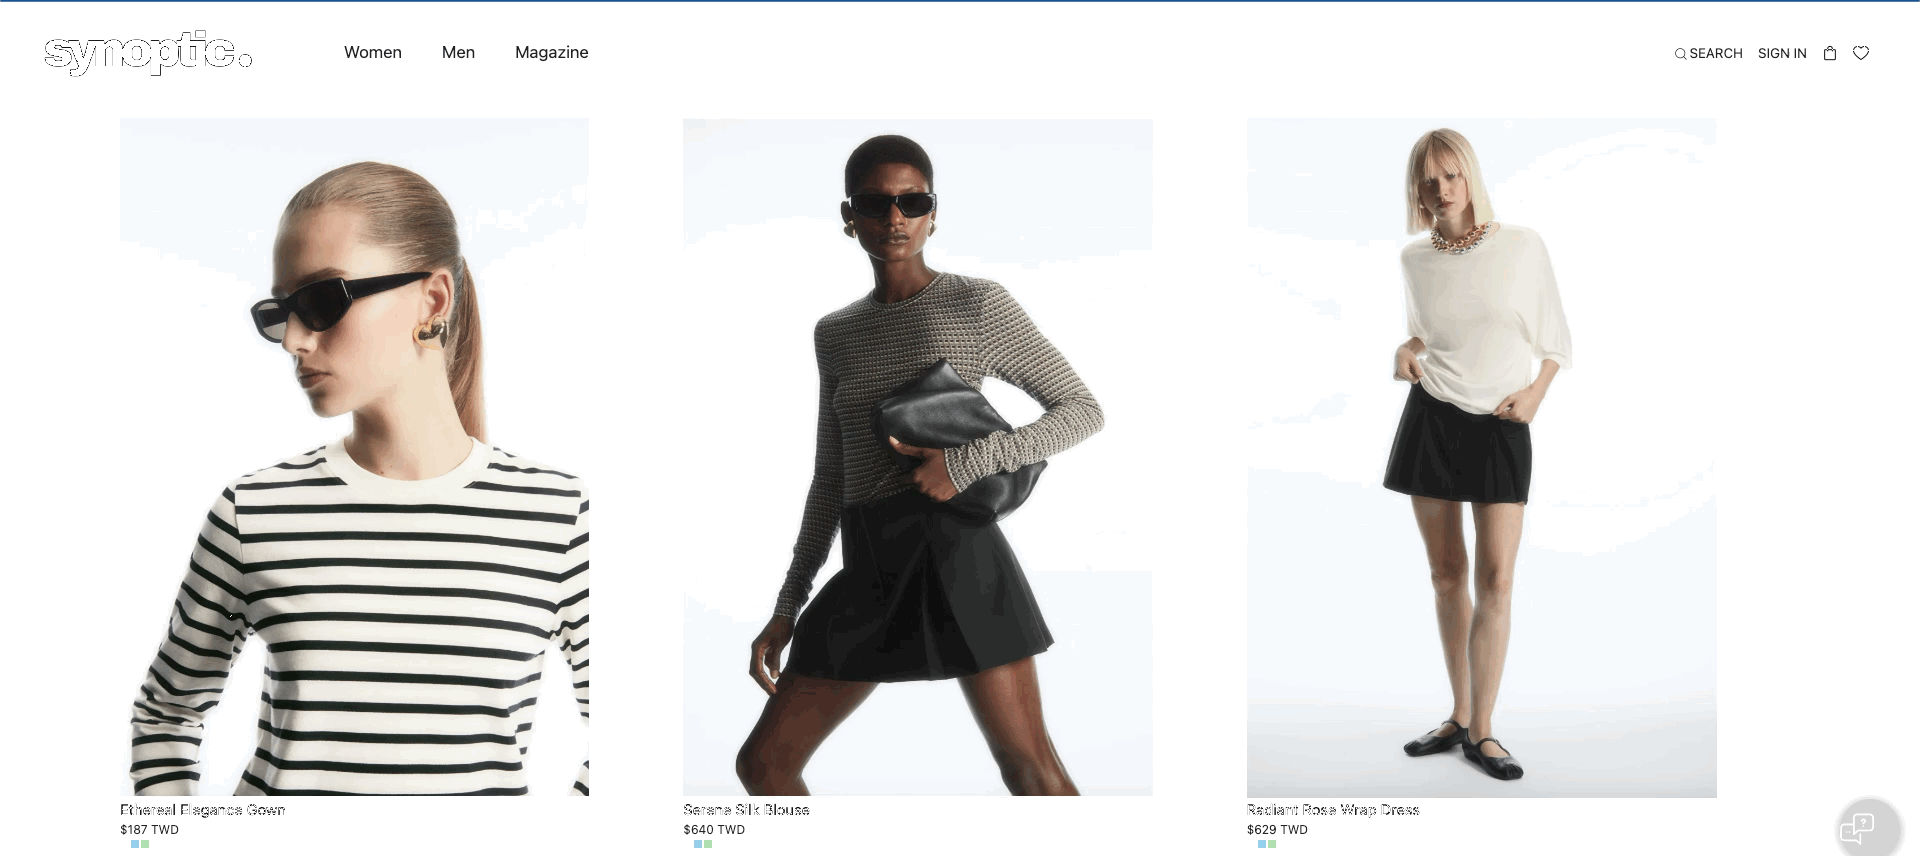 synoptic.
Women Men Magazine
SEARCH SIGN IN
Ethereal Elegance Gown
$187 TWD
Serene Silk Blouse
$640 TWD
Radiant Rose Wrap Dress
$629 TWD
?